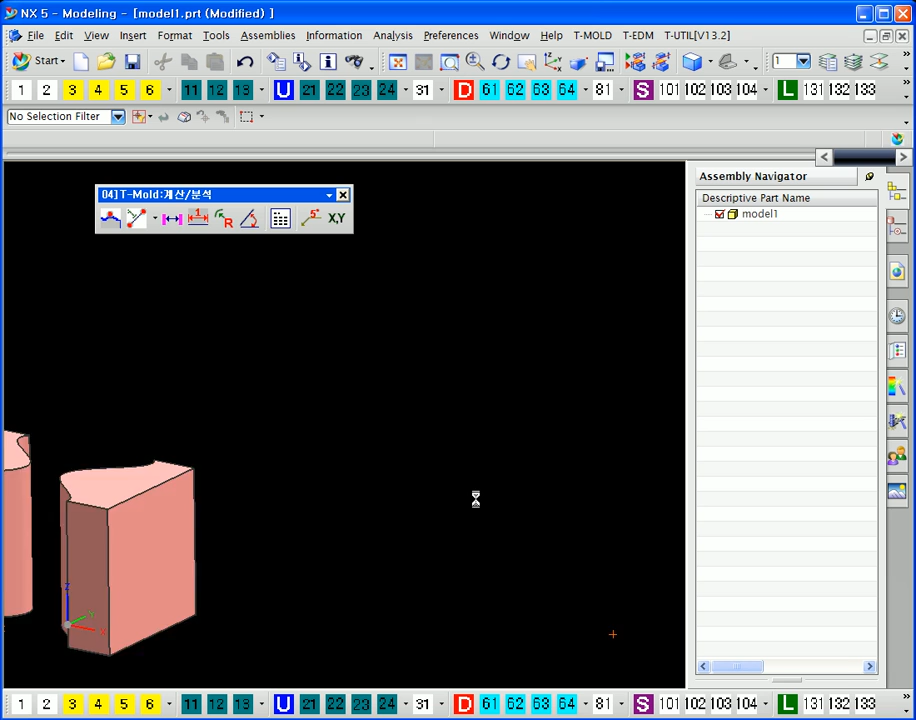 NX 5 - Modeling - [model1.prt (Modified) ]
File Edit View Insert Format Tools Assemblies Information Analysis Preferences Window Help T-MOLD T-EDM T-UTIL[V13.2]
Start 1
1 2 3 4 5 6 11 12 13 U 21 22 23 24 31 D 61 62 63 64 81 S 101 102 103 104 L 131 132 133
No Selection Filter
Assembly Navigator
Descriptive Part Name
model1
04]T-Mold:계산/분석
1 R 5° X,Y
Z
Y
X
1 2 3 4 5 6 11 12 13 U 21 22 23 24 31 D 61 62 63 64 81 S 101 102 103 104 L 131 132 133